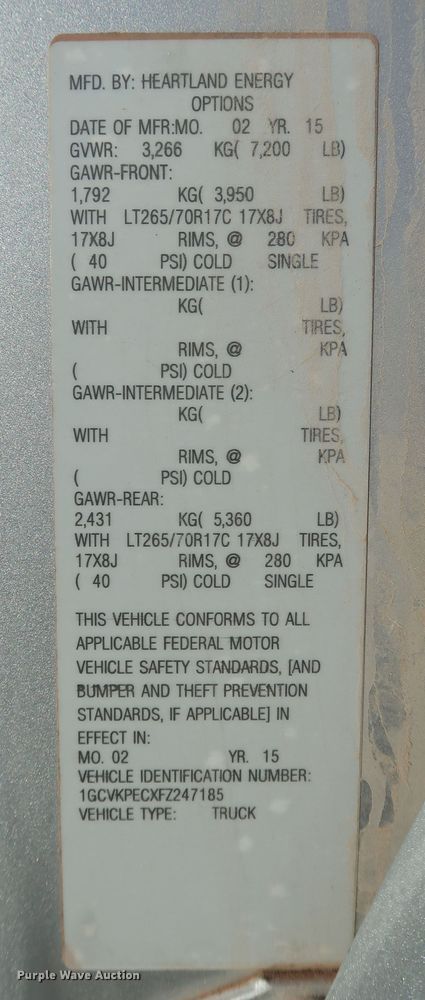 MFD. BY: HEARTLAND ENERGY
OPTIONS
DATE OF MFR:MO. 02 YR. 15
GVWR: 3,266 KG( 7,200 LB)
GAWR-FRONT:
1,792 KG( 3,950 LB)
WITH LT265/70R17C 17X8J TIRES,
17X8J RIMS, @ 280 KPA
( 40 PSI) COLD SINGLE
GAWR-INTERMEDIATE (1):
KG( LB)
WITH TIRES,
RIMS, @ KPA
( PSI) COLD
GAWR-INTERMEDIATE (2):
KG( LB)
WITH TIRES,
RIMS, @ KPA
( PSI) COLD
GAWR-REAR:
2,431 KG( 5,360 LB)
WITH LT265/70R17C 17X8J TIRES,
17X8J RIMS, @ 280 KPA
( 40 PSI) COLD SINGLE
THIS VEHICLE CONFORMS TO ALL
APPLICABLE FEDERAL MOTOR
VEHICLE SAFETY STANDARDS, [AND
BUMPER AND THEFT PREVENTION
STANDARDS, IF APPLICABLE] IN
EFFECT IN:
MO. 02 YR. 15
VEHICLE IDENTIFICATION NUMBER:
1GCVKPECXFZ247185
VEHICLE TYPE: TRUCK
Purple Wave Auction